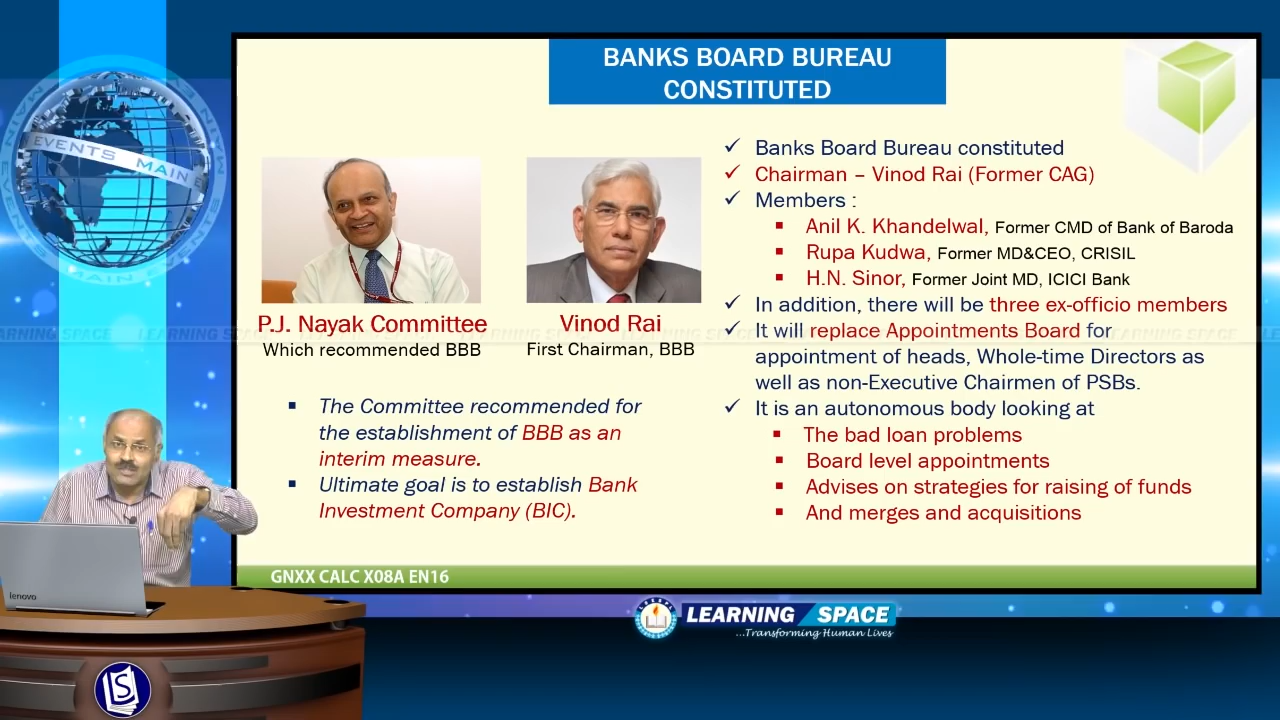 BANKS BOARD BUREAU
CONSTITUTED
EVENTS MAIN
MAIN
P.J. Nayak Committee
Which recommended BBB
Vinod Rai
First Chairman, BBB
The Committee recommended for
the establishment of BBB as an
interim measure.
Ultimate goal is to establish Bank
Investment Company (BIC).
Banks Board Bureau constituted
Chairman – Vinod Rai (Former CAG)
Members :
Anil K. Khandelwal, Former CMD of Bank of Baroda
Rupa Kudwa, Former MD&CEO, CRISIL
H.N. Sinor, Former Joint MD, ICICI Bank
In addition, there will be three ex-officio members
It will replace Appointments Board for
appointment of heads, Whole-time Directors as
well as non-Executive Chairmen of PSBs.
It is an autonomous body looking at
The bad loan problems
Board level appointments
Advises on strategies for raising of funds
And merges and acquisitions
LEARNING SPACE
GNXX CALC X08A EN16
lenovo
LS
LEARNING SPACE
...Transforming Human Lives